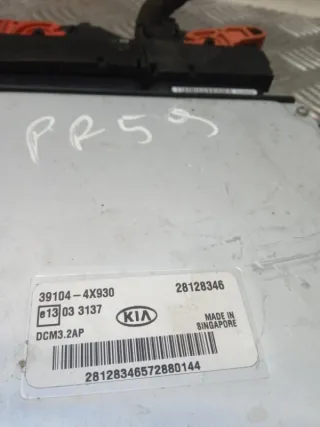 PR59
39104-4X930 28128346
e13 03 3137 KIA MADE IN
SINGAPORE
DCM3.2AP
28128346572880144